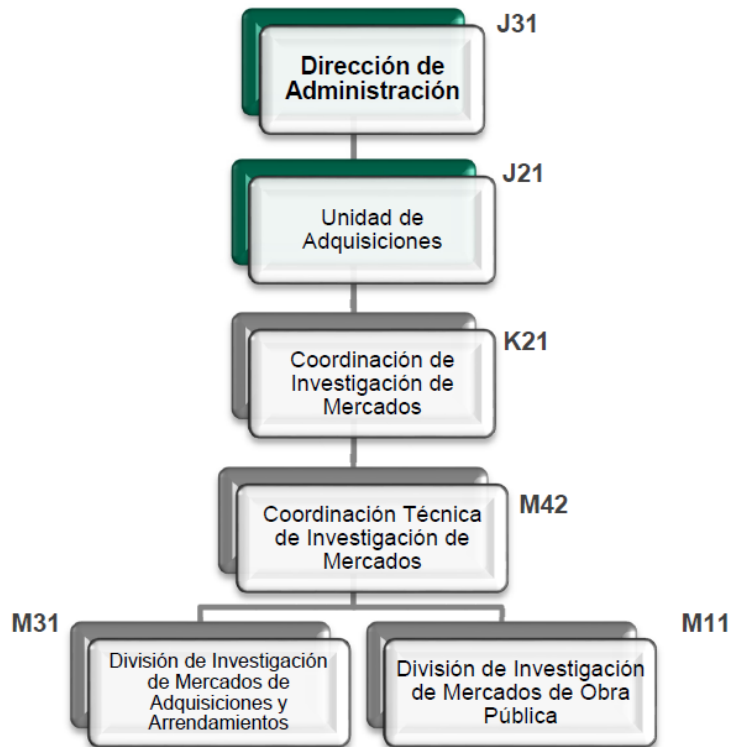 J31
Dirección de
Administración
J21
Unidad de
Adquisiciones
K21
Coordinación de
Investigación de
Mercados
M42
Coordinación Técnica
de Investigación de
Mercados
M31
División de Investigación
de Mercados de
Adquisiciones y
Arrendamientos
M11
División de Investigación
de Mercados de Obra
Pública